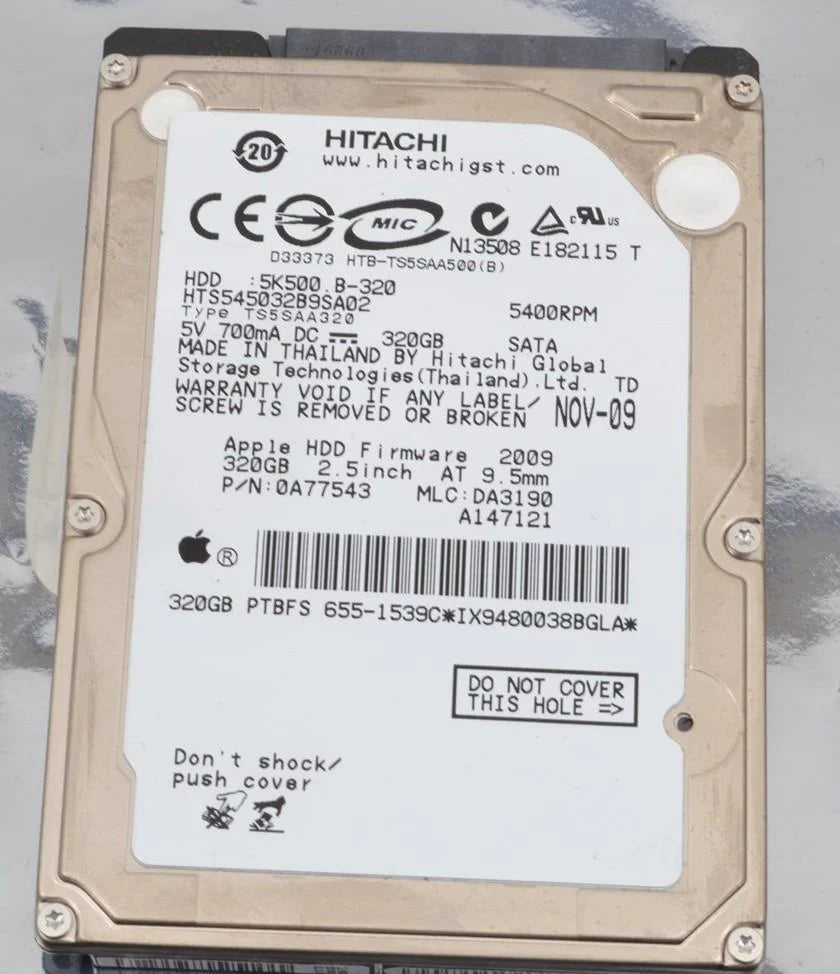 20 HITACHI
www.hitachigst.com
CE MIC c RU US
N13508 E182115 T
D33373 HTB-TS5SAA500(B)
HDD :5K500.B-320
HTS545032B9SA02 5400RPM
Type TS5SAA320
5V 700mA DC 320GB SATA
MADE IN THAILAND BY Hitachi Global
Storage Technologies(Thailand).Ltd. TD
WARRANTY VOID IF ANY LABEL/
SCREW IS REMOVED OR BROKEN NOV-09
Apple HDD Firmware 2009
320GB 2.5inch AT 9.5mm
P/N:0A77543 MLC:DA3190
A147121
®
320GB PTBFS 655-1539C*IX9480038BGLA*
DO NOT COVER
THIS HOLE =>
Don't shock/
push cover